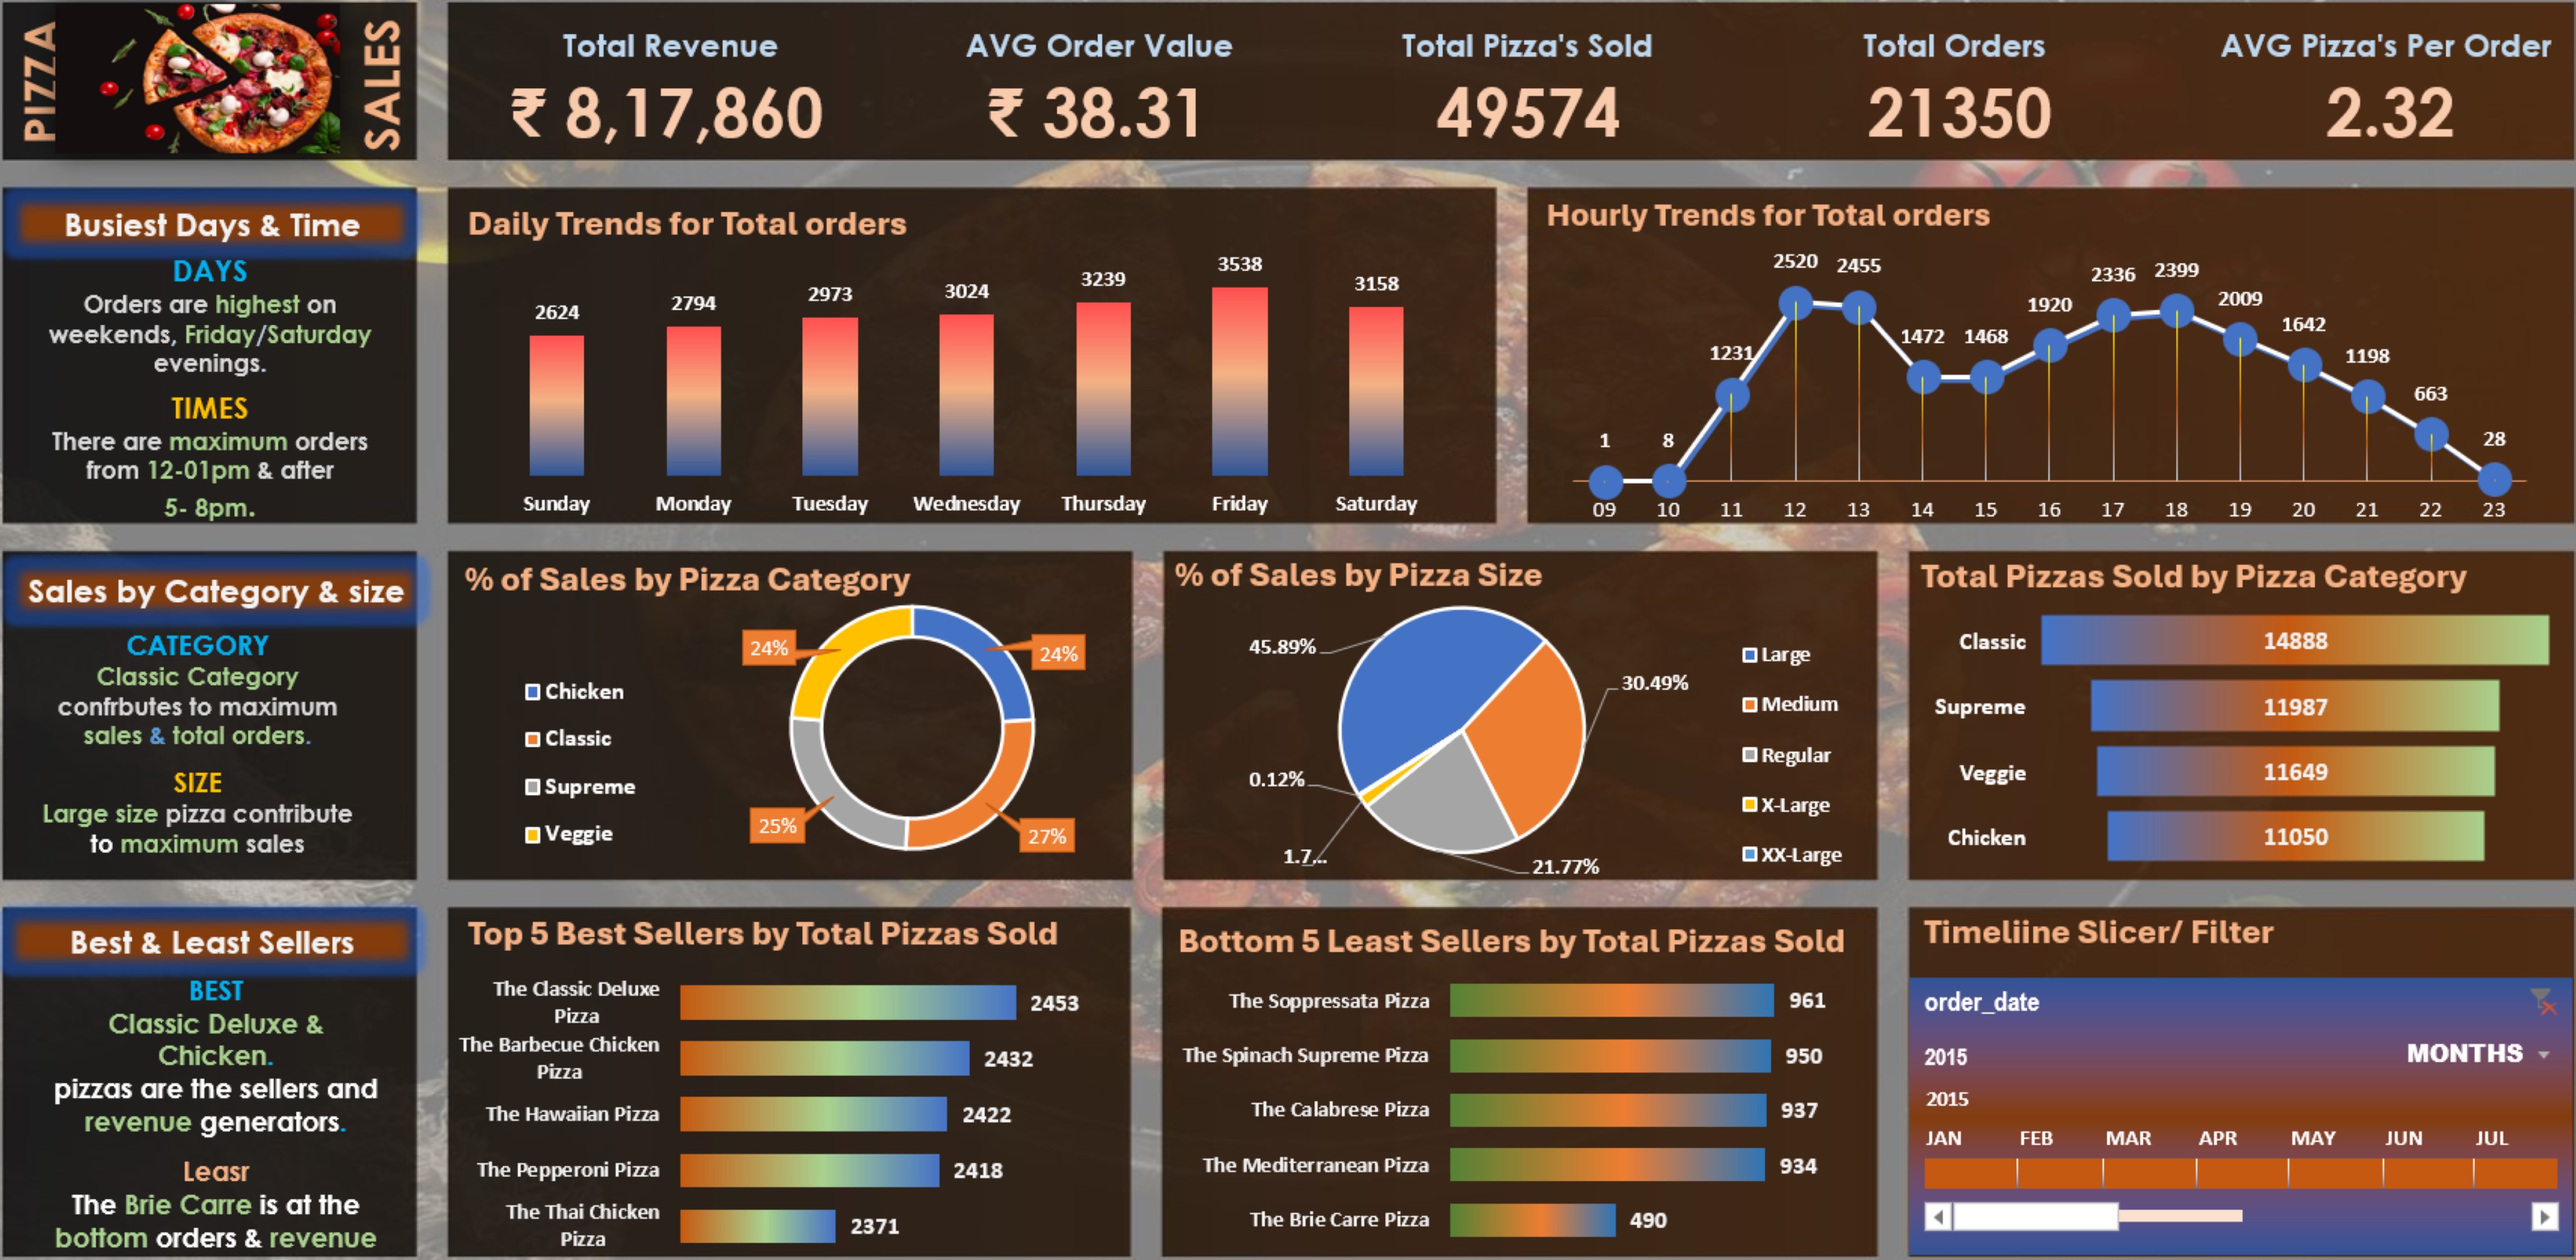 PIZZA
SALES
Total Revenue
₹ 8,17,860
AVG Order Value
₹ 38.31
Total Pizza's Sold
49574
Total Orders
21350
AVG Pizza's Per Order
2.32
Busiest Days & Time
DAYS
Orders are highest on
weekends, Friday/Saturday
evenings.
TIMES
There are maximum orders
from 12-01pm & after
5- 8pm.
Daily Trends for Total orders
2624
2794
2973
3024
3239
3538
3158
Sunday
Monday
Tuesday
Wednesday
Thursday
Friday
Saturday
Hourly Trends for Total orders
1
8
1231
2520
2455
1472
1468
1920
2336
2399
2009
1642
1198
663
28
09
10
11
12
13
14
15
16
17
18
19
20
21
22
23
Sales by Category & size
CATEGORY
Classic Category
confrbutes to maximum
sales & total orders.
SIZE
Large size pizza contribute
to maximum sales
% of Sales by Pizza Category
Chicken
Classic
Supreme
Veggie
24%
24%
25%
27%
% of Sales by Pizza Size
45.89%
30.49%
0.12%
1.7...
21.77%
Large
Medium
Regular
X-Large
XX-Large
Total Pizzas Sold by Pizza Category
Classic 14888
Supreme 11987
Veggie 11649
Chicken 11050
Best & Least Sellers
BEST
Classic Deluxe &
Chicken.
pizzas are the sellers and
revenue generators.
Leasr
The Brie Carre is at the
bottom orders & revenue
Top 5 Best Sellers by Total Pizzas Sold
The Classic Deluxe
Pizza
2453
The Barbecue Chicken
Pizza
2432
The Hawaiian Pizza 2422
The Pepperoni Pizza 2418
The Thai Chicken
Pizza
2371
Bottom 5 Least Sellers by Total Pizzas Sold
The Soppressata Pizza 961
The Spinach Supreme Pizza 950
The Calabrese Pizza 937
The Mediterranean Pizza 934
The Brie Carre Pizza 490
Timeliine Slicer/ Filter
order_date
2015
MONTHS
2015
JAN FEB MAR APR MAY JUN JUL